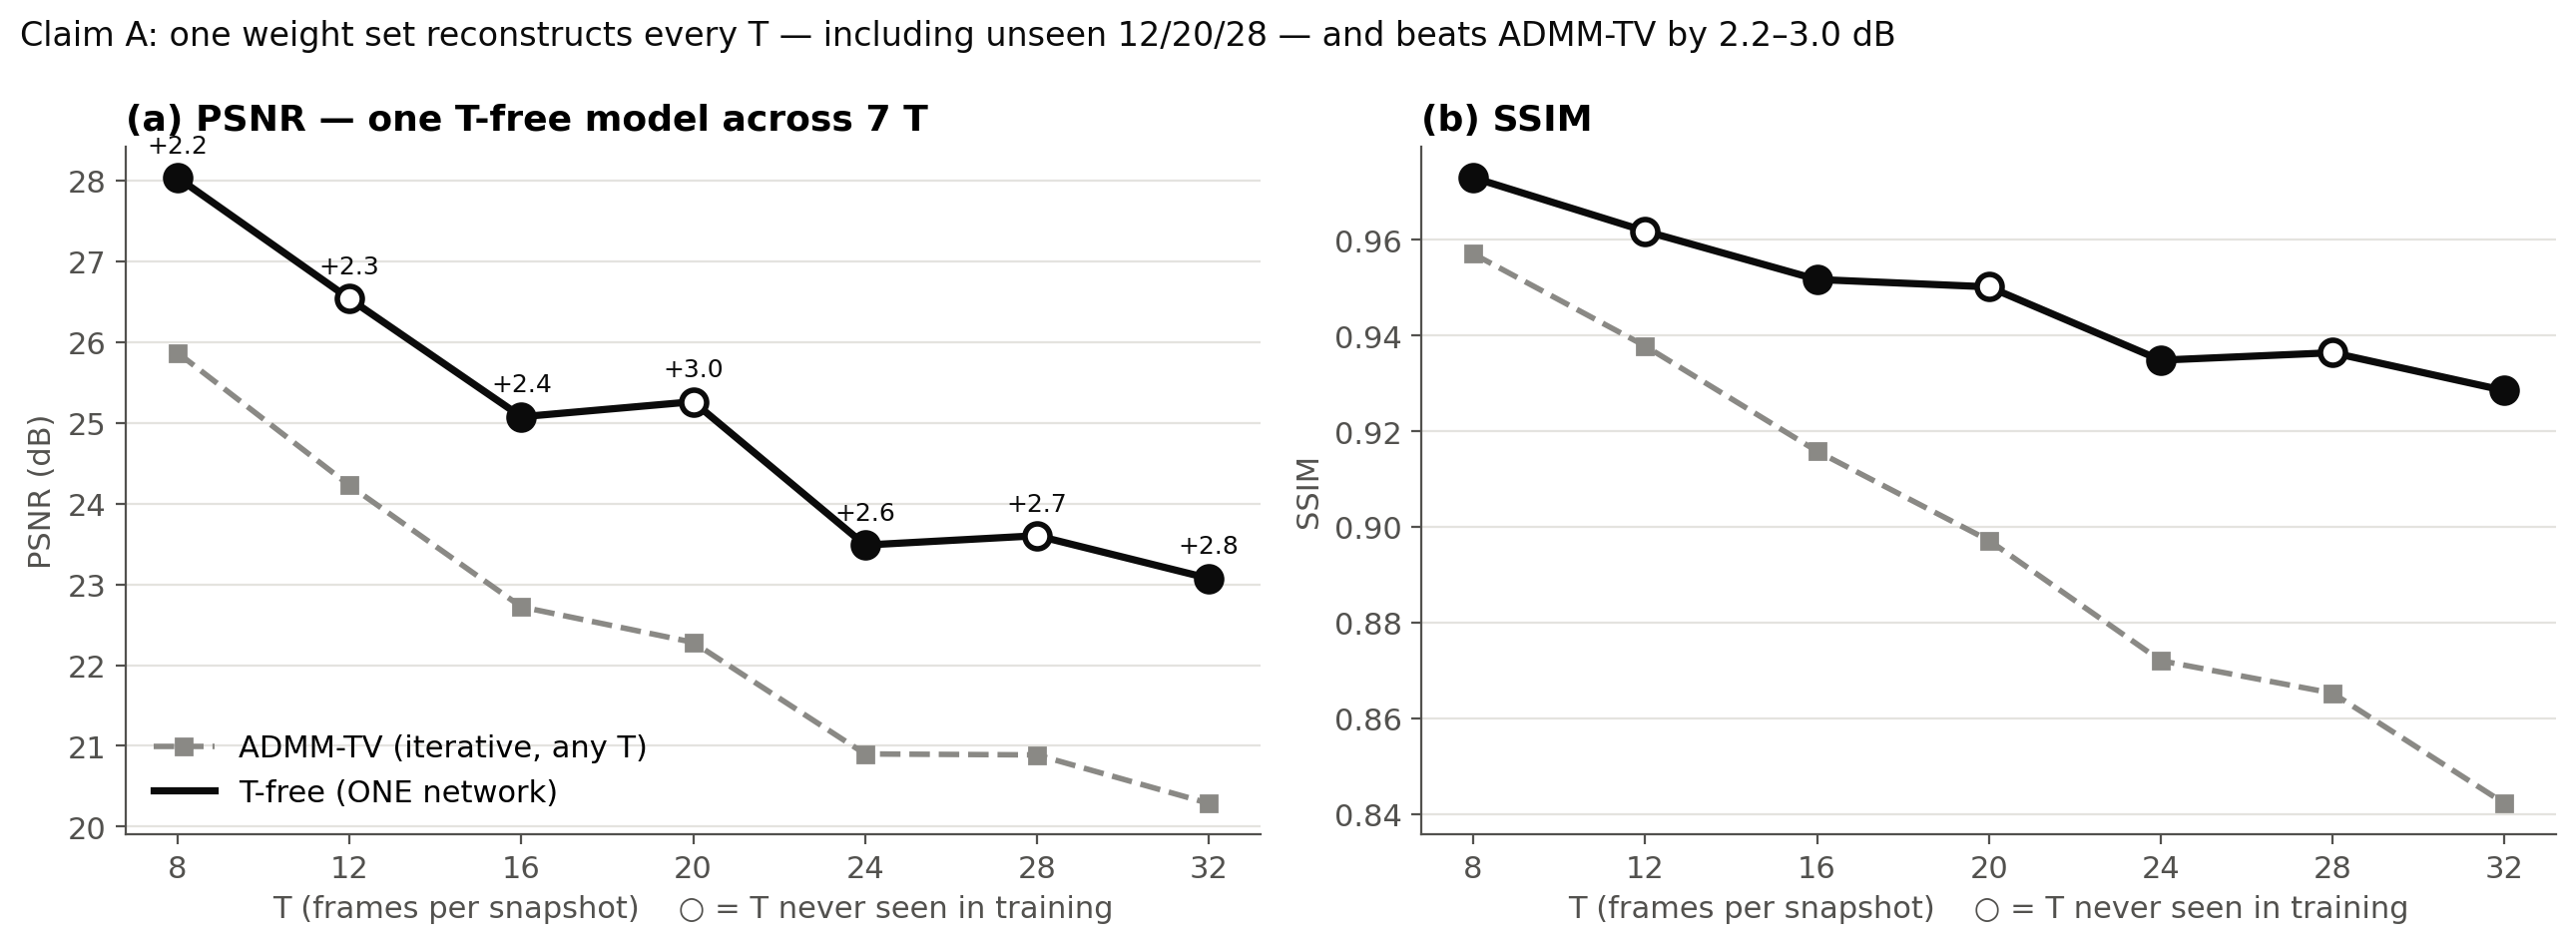 Claim A: one weight set reconstructs every T — including unseen 12/20/28 — and beats ADMM-TV by 2.2–3.0 dB
(a) PSNR — one T-free model across 7 T
+2.2
+2.3
+2.4
+3.0
+2.6
+2.7
+2.8
PSNR (dB)
28
27
26
25
24
23
22
21
20
ADMM-TV (iterative, any T)
T-free (ONE network)
8 12 16 20 24 28 32
T (frames per snapshot) ○ = T never seen in training
(b) SSIM
SSIM
0.96
0.94
0.92
0.90
0.88
0.86
0.84
8 12 16 20 24 28 32
T (frames per snapshot) ○ = T never seen in training